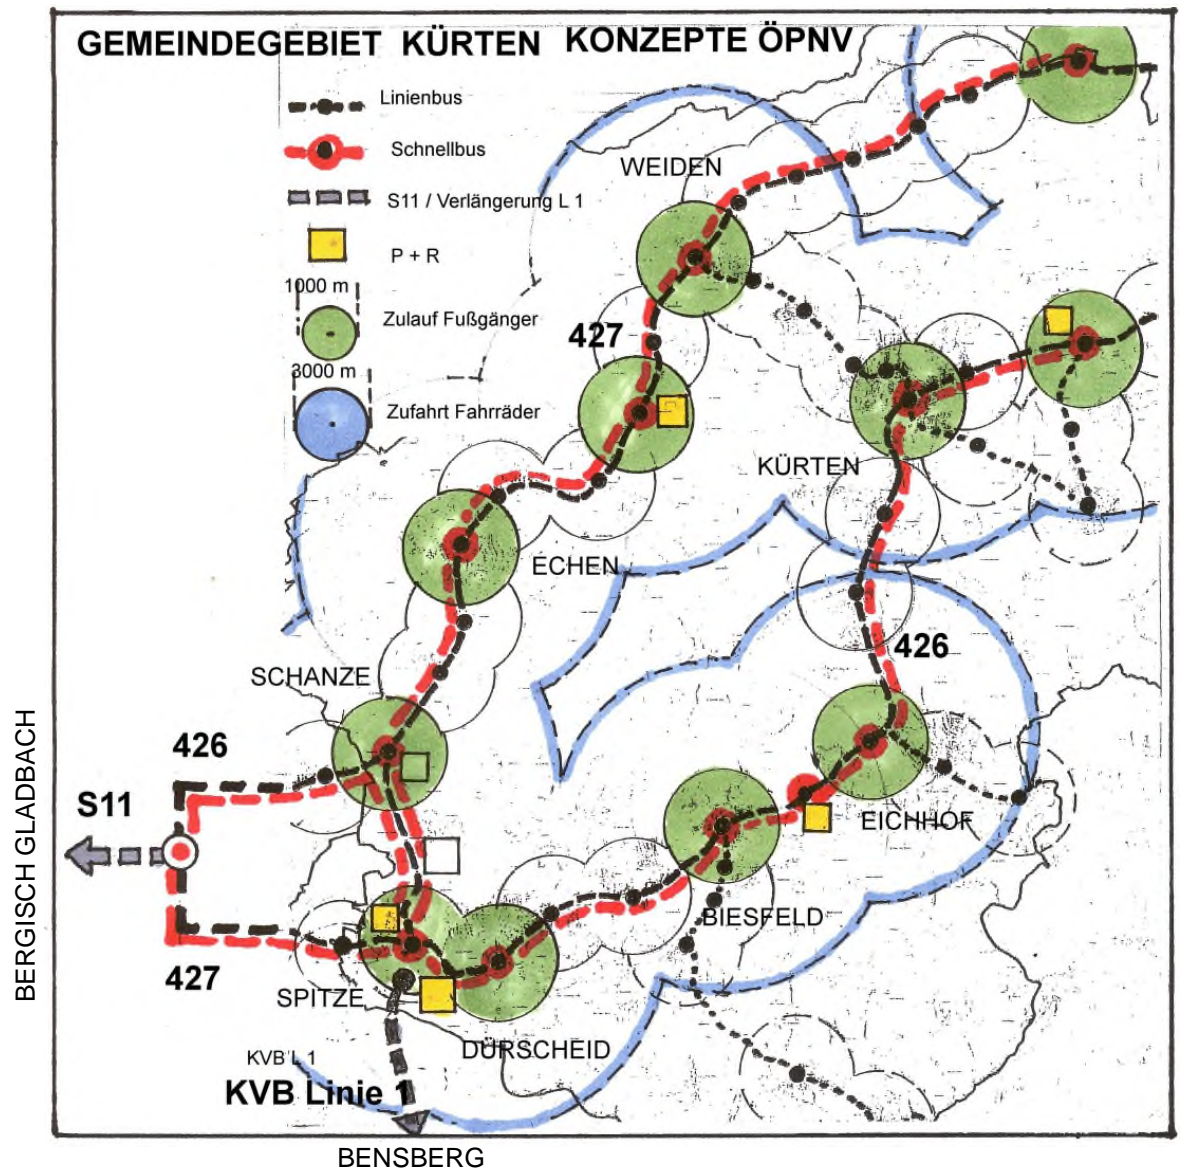 GEMEINDEGEBIET KÜRTEN KONZEPTE ÖPNV
Linienbus
Schnellbus
S11 / Verlängerung L 1
P + R
1000 m
Zulauf Fußgänger
3000 m
Zufahrt Fahrräder
WEIDEN
427
KÜRTEN
ECHEN
426
SCHANZE
426
S11
EICHHOF
BIESFELD
427
SPITZE
DÜRSCHEID
KVB L 1
KVB Linie 1
BERGISCH GLADBACH
BENSBERG